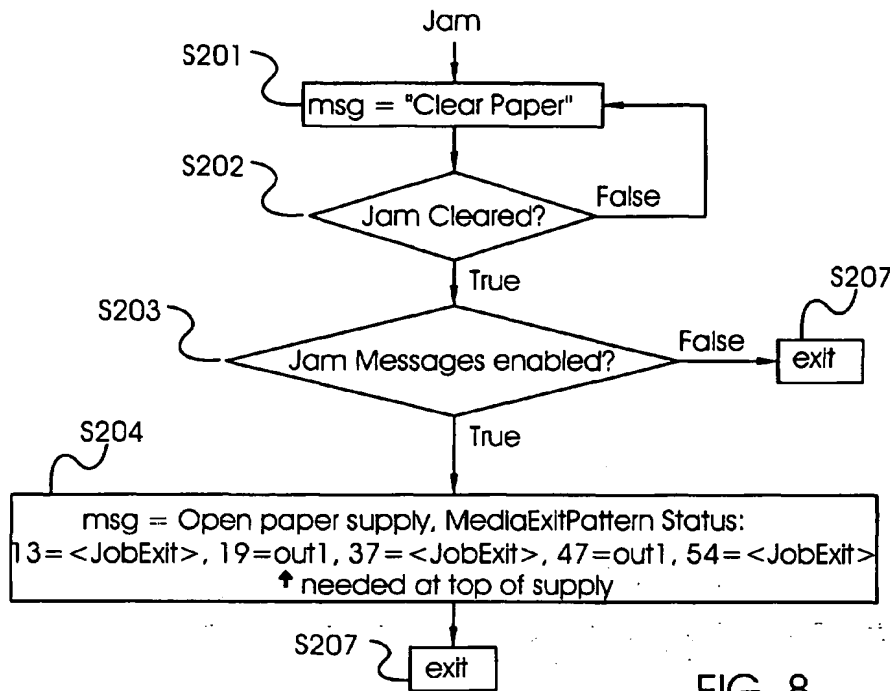 Jam
S201
msg = "Clear Paper"
S202
Jam Cleared?
False
True
S203
Jam Messages enabled?
False
S207
exit
True
S204
msg = Open paper supply, MediaExitPattern Status:
13=<JobExit>, 19=out1, 37=<JobExit>, 47=out1, 54=<JobExit>
↑ needed at top of supply
S207
exit
FIG. 8